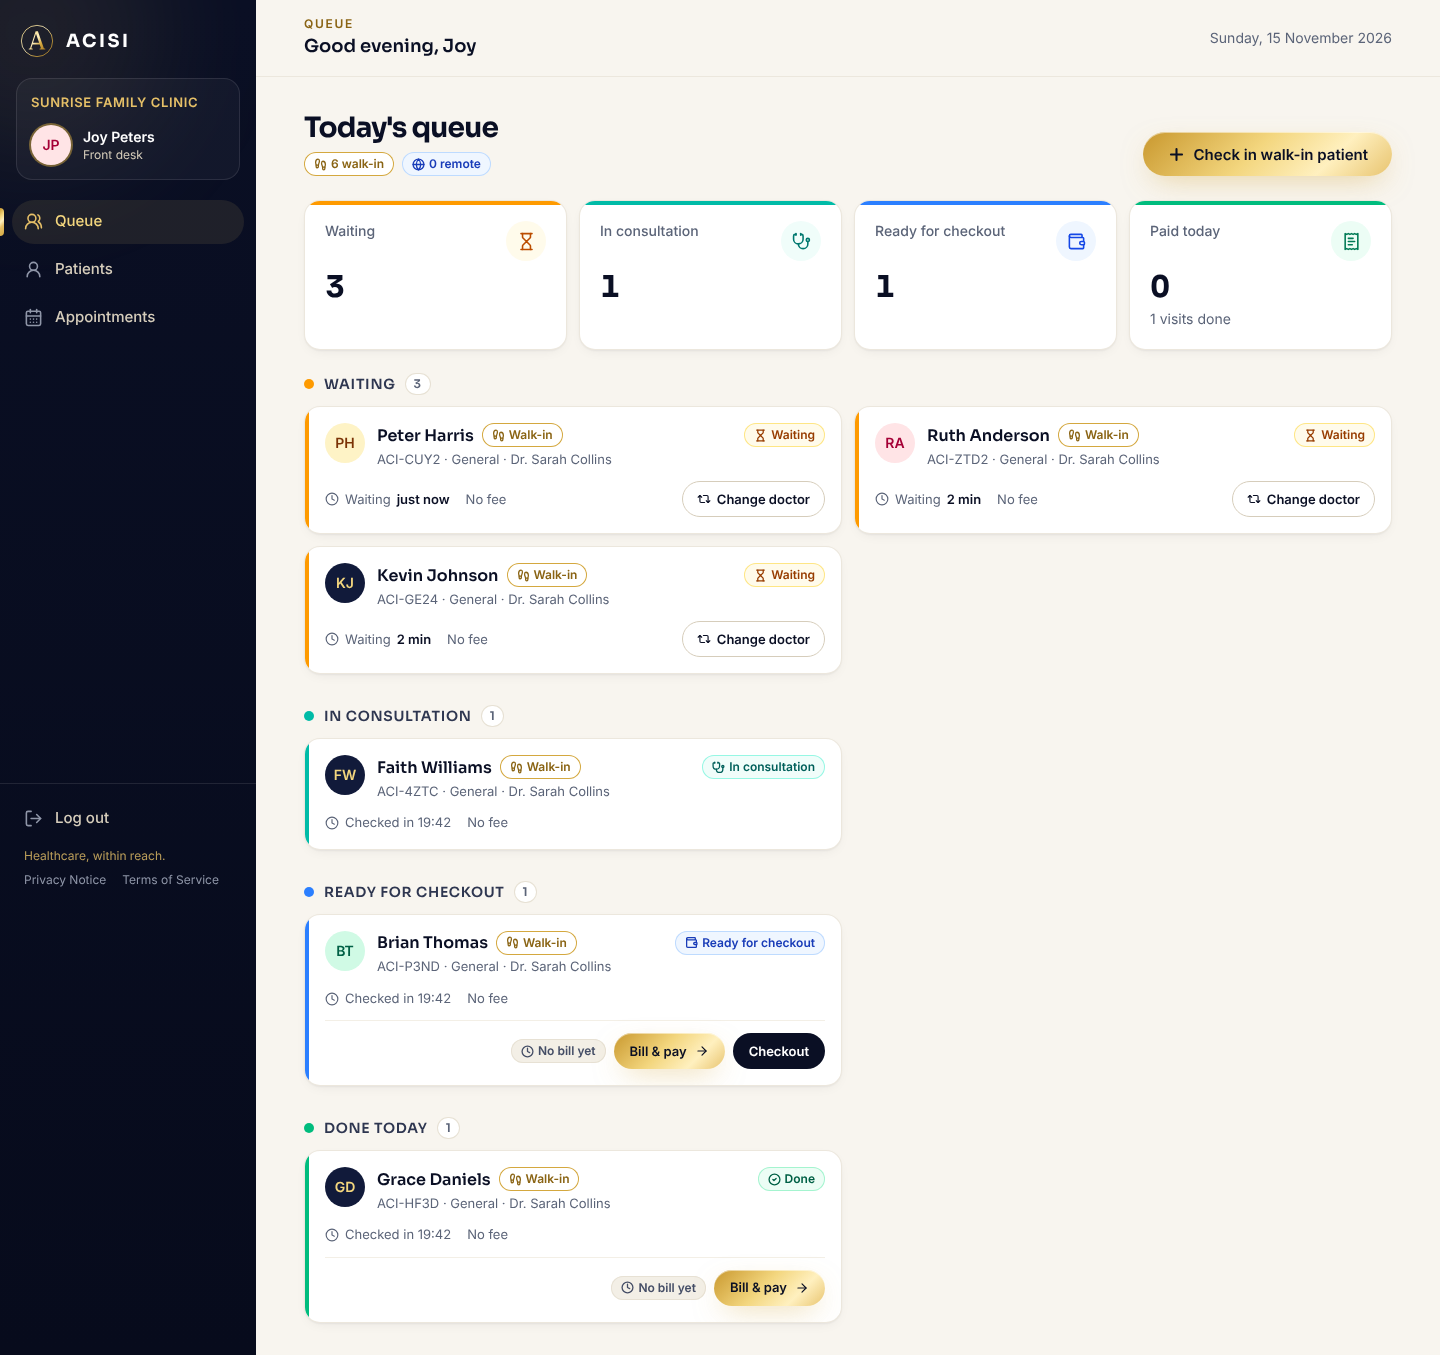 ACISI
SUNRISE FAMILY CLINIC
JP
Joy Peters
Front desk
Queue
Patients
Appointments
Log out
Healthcare, within reach.
Privacy Notice Terms of Service
QUEUE
Good evening, Joy
Sunday, 15 November 2026
Today's queue
6 walk-in 0 remote
Check in walk-in patient
Waiting
3
In consultation
1
Ready for checkout
1
Paid today
0
1 visits done
WAITING 3
PH Peter Harris Walk-in Waiting
ACI-CUY2 · General · Dr. Sarah Collins
Waiting just now No fee Change doctor
RA Ruth Anderson Walk-in Waiting
ACI-ZTD2 · General · Dr. Sarah Collins
Waiting 2 min No fee Change doctor
KJ Kevin Johnson Walk-in Waiting
ACI-GE24 · General · Dr. Sarah Collins
Waiting 2 min No fee Change doctor
IN CONSULTATION 1
FW Faith Williams Walk-in In consultation
ACI-4ZTC · General · Dr. Sarah Collins
Checked in 19:42 No fee
READY FOR CHECKOUT 1
BT Brian Thomas Walk-in Ready for checkout
ACI-P3ND · General · Dr. Sarah Collins
Checked in 19:42 No fee
No bill yet Bill & pay Checkout
DONE TODAY 1
GD Grace Daniels Walk-in Done
ACI-HF3D · General · Dr. Sarah Collins
Checked in 19:42 No fee
No bill yet Bill & pay